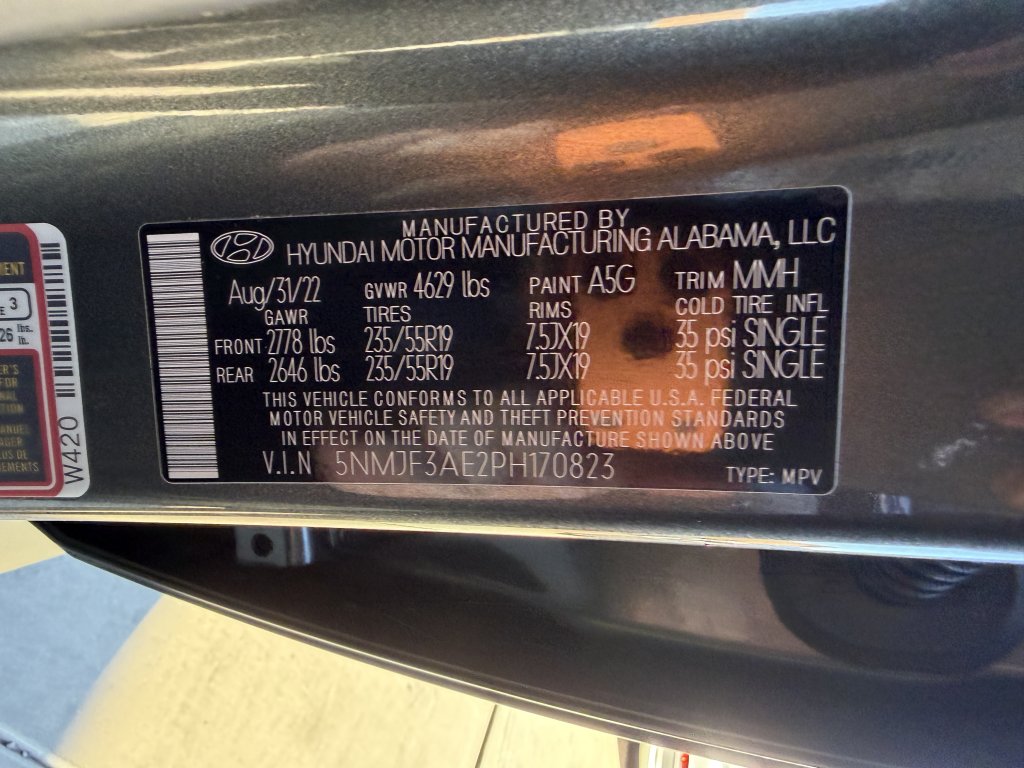 MANUFACTURED BY
HYUNDAI MOTOR MANUFACTURING ALABAMA, LLC
Aug/31/22 GVWR 4629 lbs PAINT A5G TRIM MMH
GAWR TIRES RIMS COLD TIRE INFL
FRONT 2778 lbs 235/55R19 7.5JX19 35 psi SINGLE
REAR 2646 lbs 235/55R19 7.5JX19 35 psi SINGLE
THIS VEHICLE CONFORMS TO ALL APPLICABLE U.S.A. FEDERAL
MOTOR VEHICLE SAFETY AND THEFT PREVENTION STANDARDS
IN EFFECT ON THE DATE OF MANUFACTURE SHOWN ABOVE
V.I.N 5NMJF3AE2PH170823 TYPE: MPV
3
26 lbs.
W420